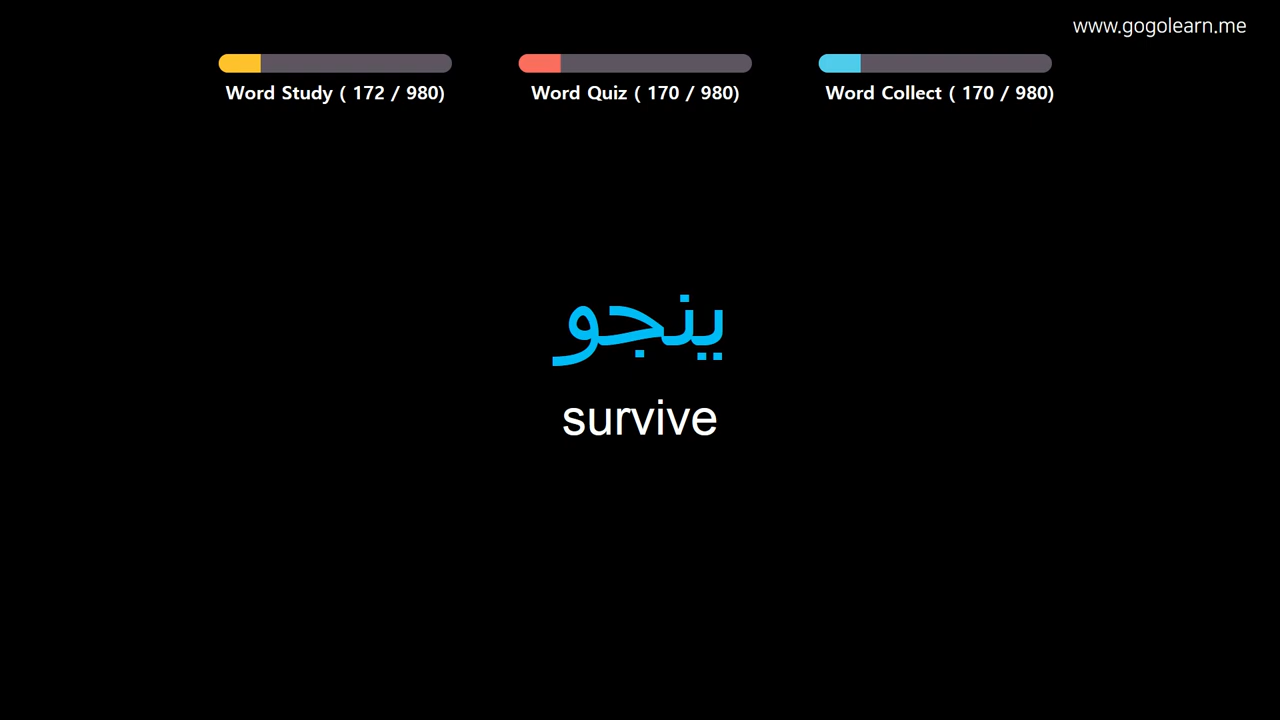 www.gogolearn.me
Word Study ( 172 / 980)
Word Quiz ( 170 / 980)
Word Collect ( 170 / 980)
ينجو
survive